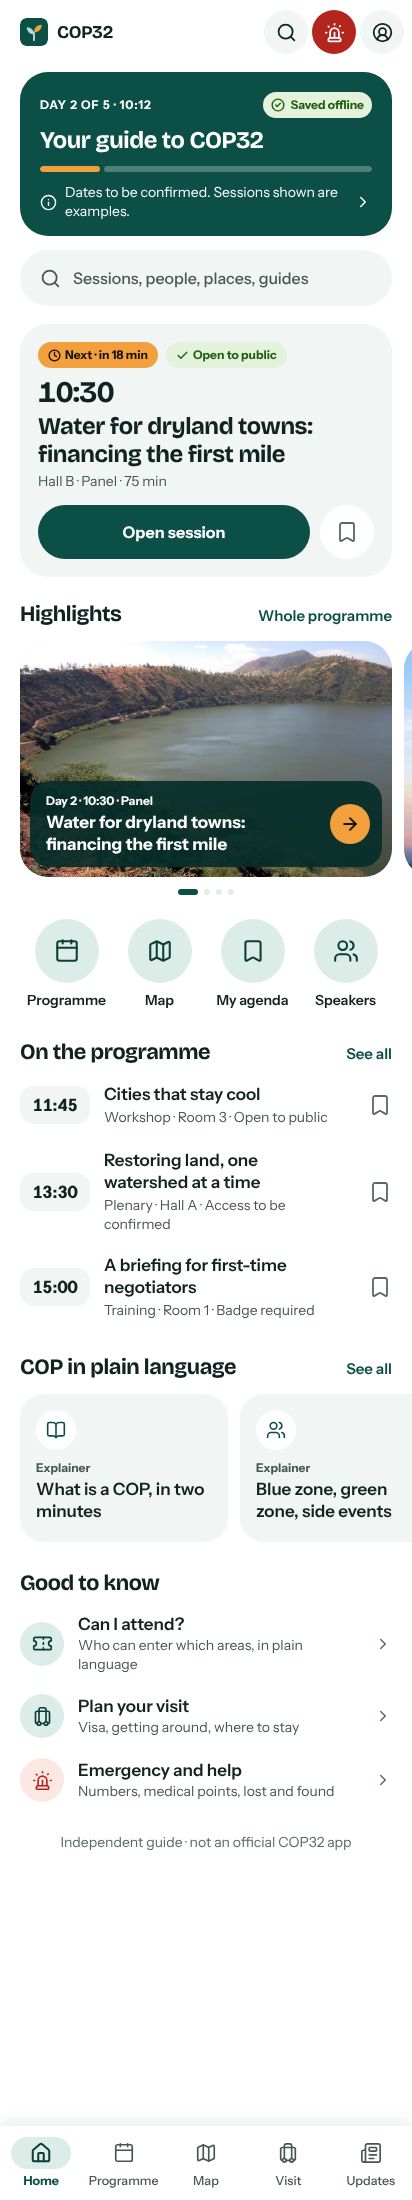 COP32
DAY 2 OF 5 · 10:12
Saved offline
Your guide to COP32
Dates to be confirmed. Sessions shown are
examples.
Sessions, people, places, guides
Next · in 18 min
Open to public
10:30
Water for dryland towns:
financing the first mile
Hall B · Panel · 75 min
Open session
Highlights
Whole programme
Day 2 · 10:30 · Panel
Water for dryland towns:
financing the first mile
Programme
Map
My agenda
Speakers
On the programme
See all
11:45
Cities that stay cool
Workshop · Room 3 · Open to public
13:30
Restoring land, one
watershed at a time
Plenary · Hall A · Access to be
confirmed
15:00
A briefing for first-time
negotiators
Training · Room 1 · Badge required
COP in plain language
See all
Explainer
What is a COP, in two
minutes
Explainer
Blue zone, green
zone, side events
Good to know
Can I attend?
Who can enter which areas, in plain
language
Plan your visit
Visa, getting around, where to stay
Emergency and help
Numbers, medical points, lost and found
Independent guide · not an official COP32 app
Home
Programme
Map
Visit
Updates